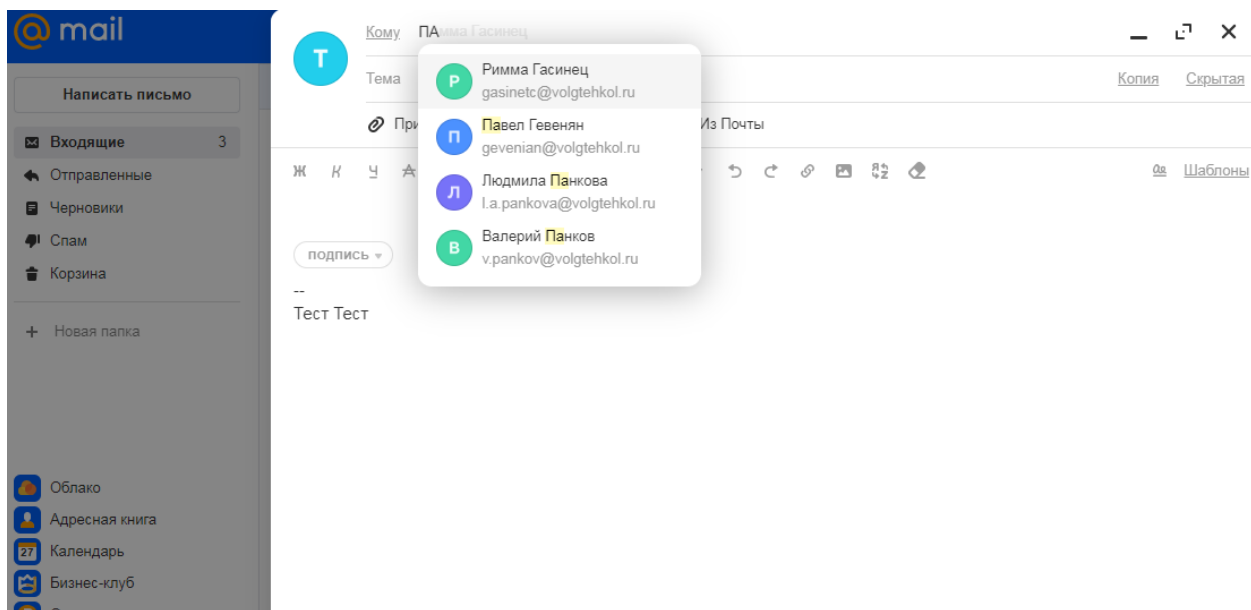 @ mail
Написать письмо
Входящие 3
Отправленные
Черновики
Спам
Корзина
+ Новая папка
Облако
Адресная книга
27 Календарь
Бизнес-клуб
Т
Кому ПАмма Гасинец
Тема
Копия Скрытая
При
Из Почты
Р Римма Гасинец
gasinetc@volgtehkol.ru
П Павел Гевенян
gevenian@volgtehkol.ru
Л Людмила Панкова
l.a.pankova@volgtehkol.ru
В Валерий Панков
v.pankov@volgtehkol.ru
Ж К Ч А
Шаблоны
подпись
--
Тест Тест